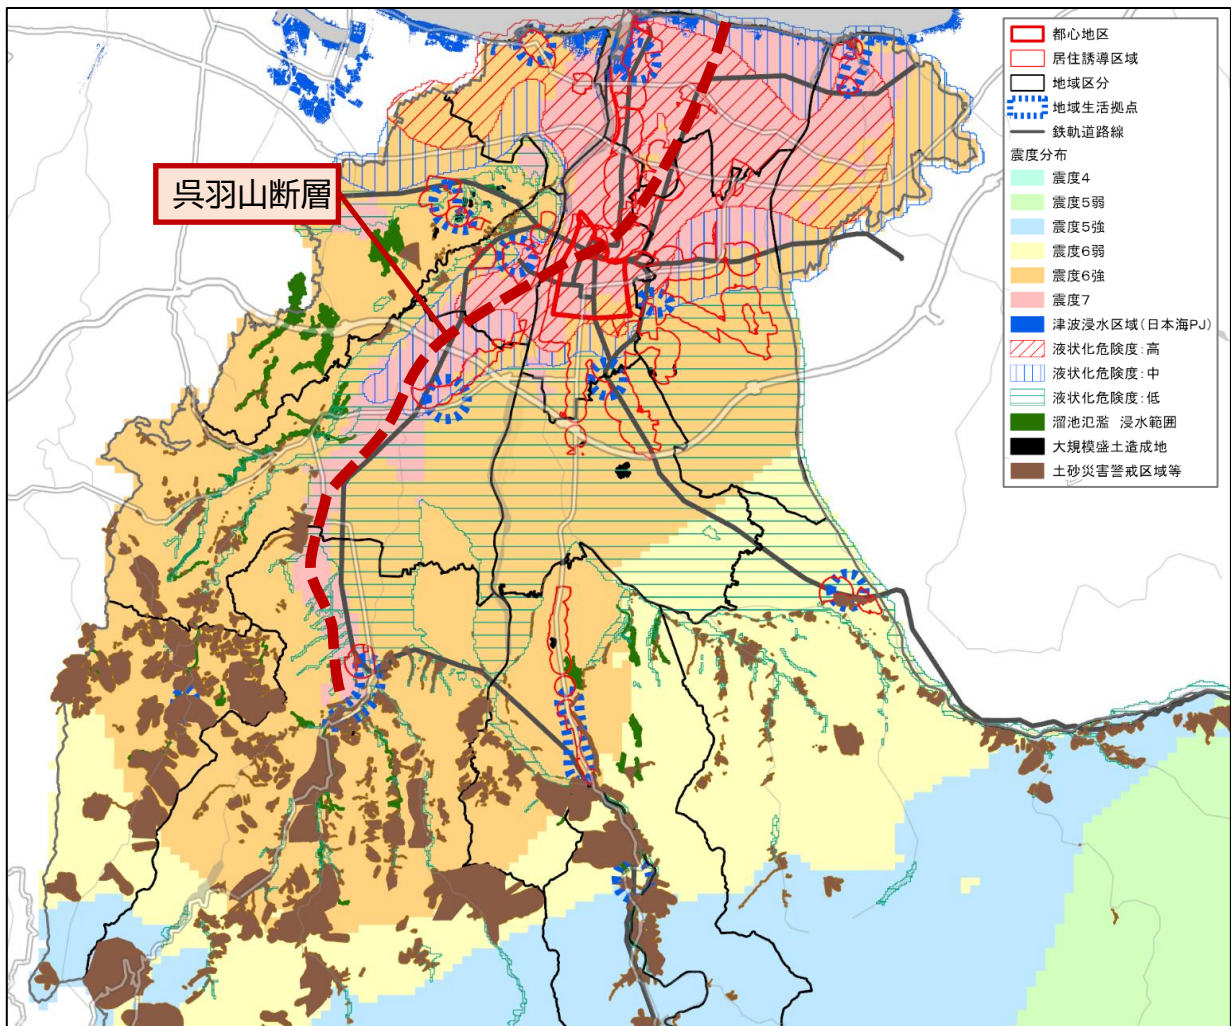 呉羽山断層
都心地区
居住誘導区域
地域区分
地域生活拠点
鉄軌道路線
震度分布
震度4
震度5弱
震度5強
震度6弱
震度6強
震度7
津波浸水区域(日本海PJ)
液状化危険度:高
液状化危険度:中
液状化危険度:低
溜池氾濫 浸水範囲
大規模盛土造成地
土砂災害警戒区域等